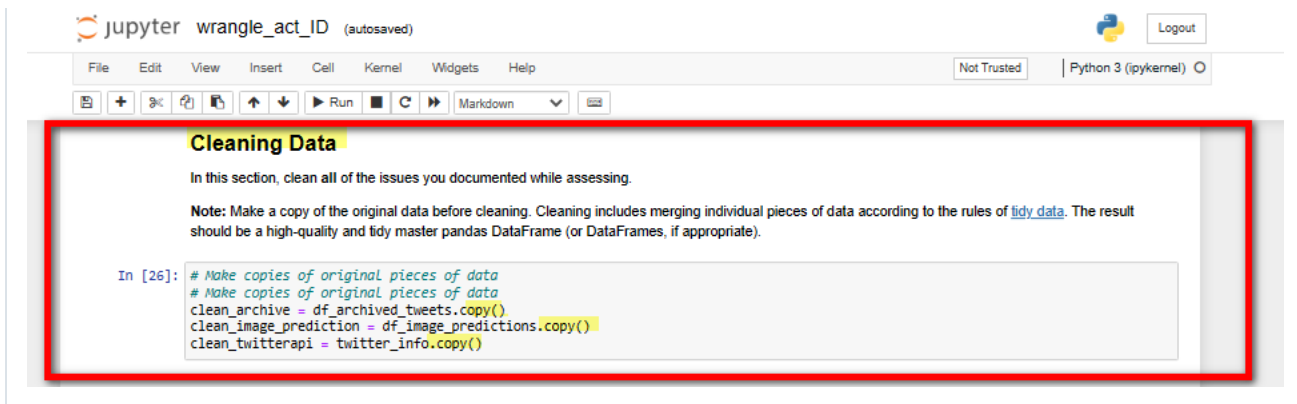 jupyter wrangle_act_ID (autosaved)
Logout
File Edit View Insert Cell Kernel Widgets Help
Not Trusted
Python 3 (ipykernel)
Run
Markdown
Cleaning Data
In this section, clean all of the issues you documented while assessing.
Note: Make a copy of the original data before cleaning. Cleaning includes merging individual pieces of data according to the rules of tidy data. The result
should be a high-quality and tidy master pandas DataFrame (or DataFrames, if appropriate).
In [26]: # Make copies of original pieces of data
# Make copies of original pieces of data
clean_archive = df_archived_tweets.copy()
clean_image_prediction = df_image_predictions.copy()
clean_twitterapi = twitter_info.copy()